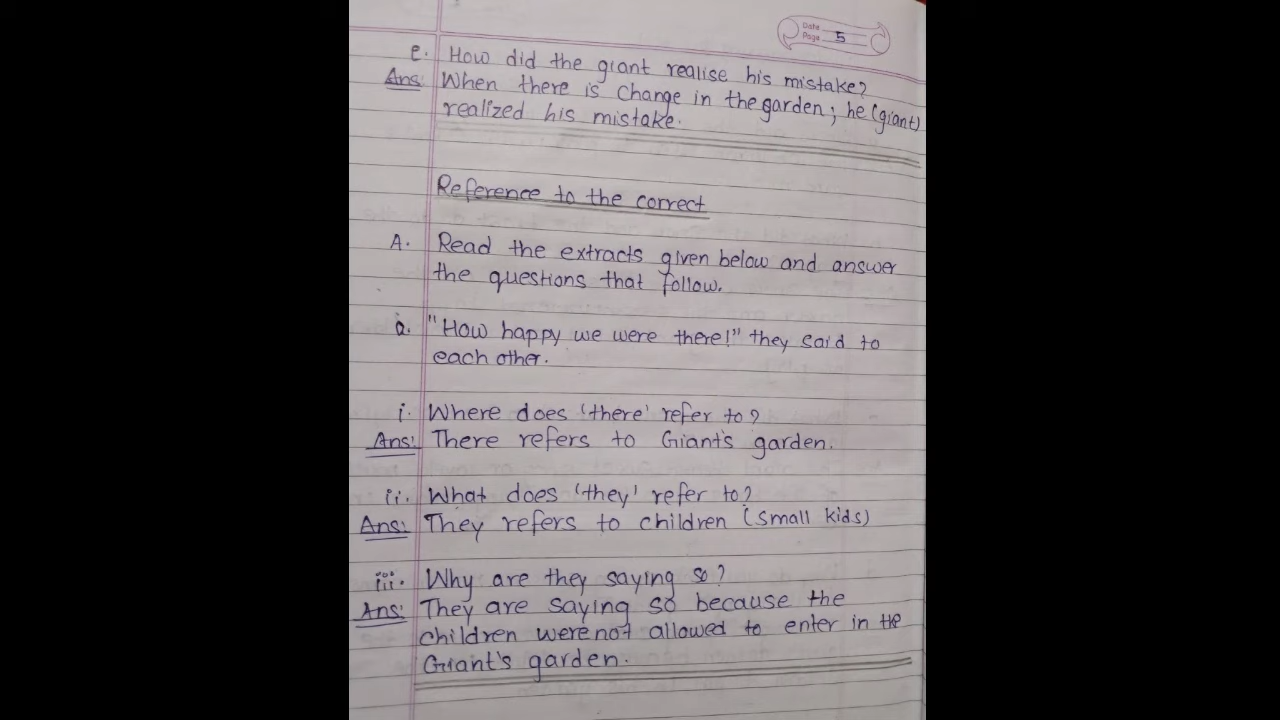 Date
Page 5
e. How did the giant realise his mistake?
Ans When there is change in the garden; he (giant)
realized his mistake.
Reference to the correct
A. Read the extracts given below and answer
the questions that follow.
a. "How happy we were there!" they said to
each other.
i. Where does 'there' refer to?
Ans: There refers to Giant's garden.
ii. What does 'they' refer to?
Ans: They refers to children (small kids)
iii. Why are they saying so?
Ans: They are saying so because the
children were not allowed to enter in the
Giant's garden.